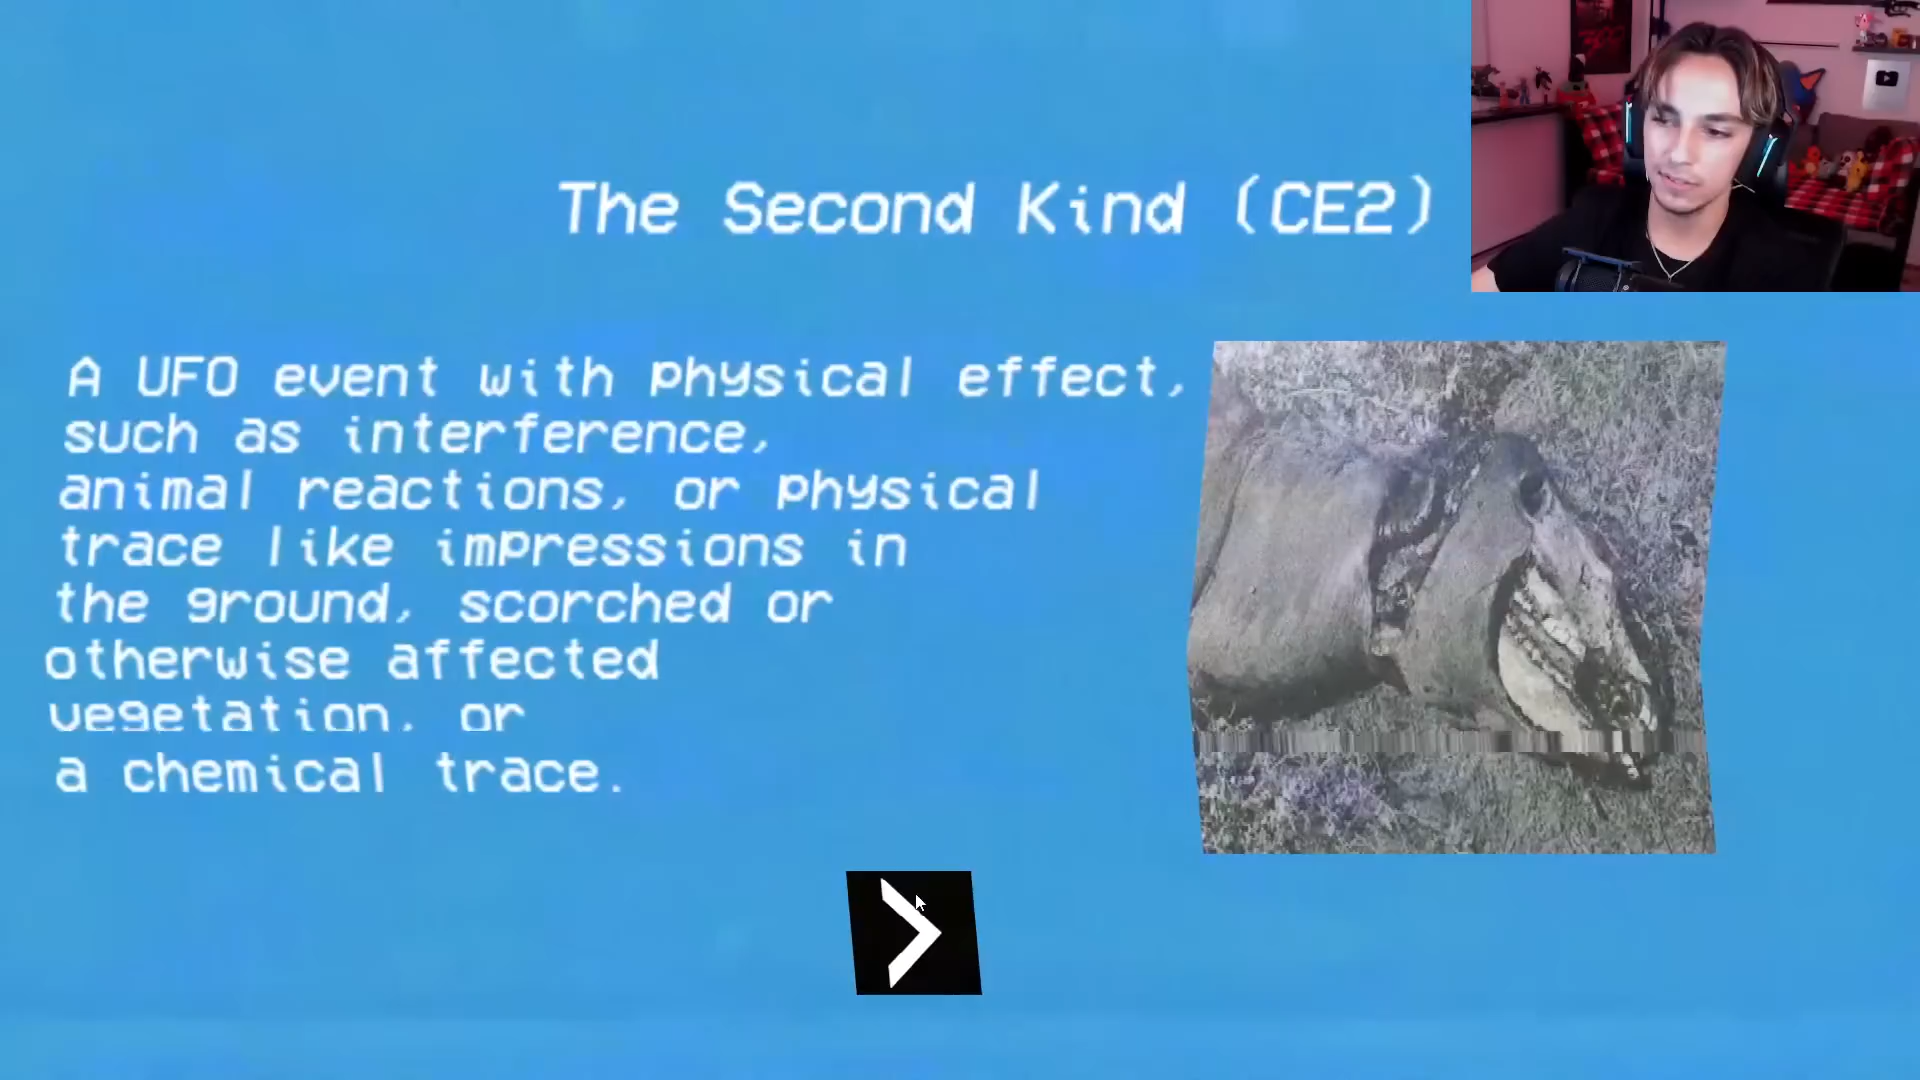 The Second Kind (CE2)
A UFO event with physical effect,
such as interference,
animal reactions, or physical
trace like impressions in
the ground, scorched or
otherwise affected
vegetation, or
a chemical trace.
300